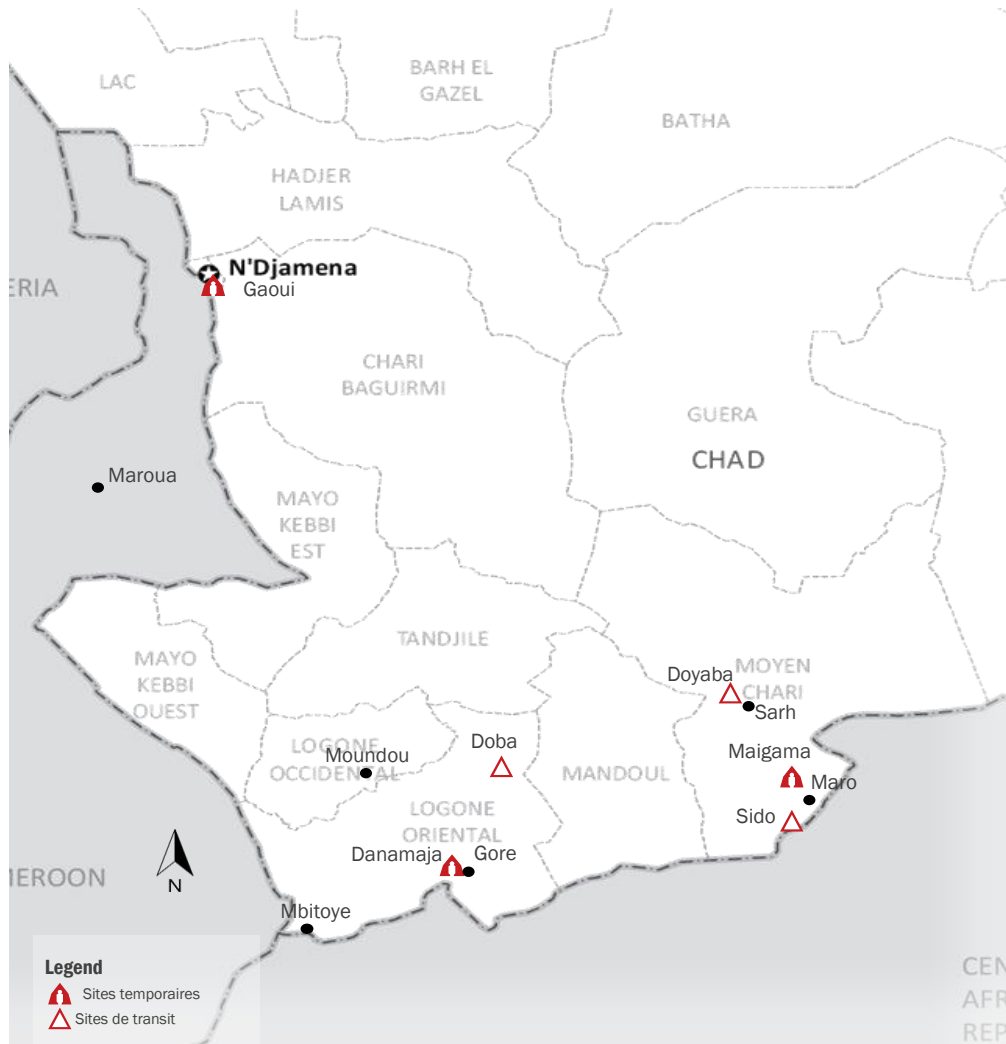 LAC
BARH EL
GAZEL
BATHA
HADJER
LAMIS
N'Djamena
Gaoui
ERIA
CHARI
BAGUIRMI
GUERA
CHAD
Maroua
MAYO
KEBBI
EST
TANDJILE
MAYO
KEBBI
OUEST
Doyaba
MOYEN
CHARI
Sarh
LOGONE
OCCIDENTAL
Moundou
Doba
MANDOUL
Maigama
Maro
Sido
LOGONE
ORIENTAL
Danamaja
Gore
MEROON
N
Mbitoye
Legend
Sites temporaires
Sites de transit
CEN
AFR
REP